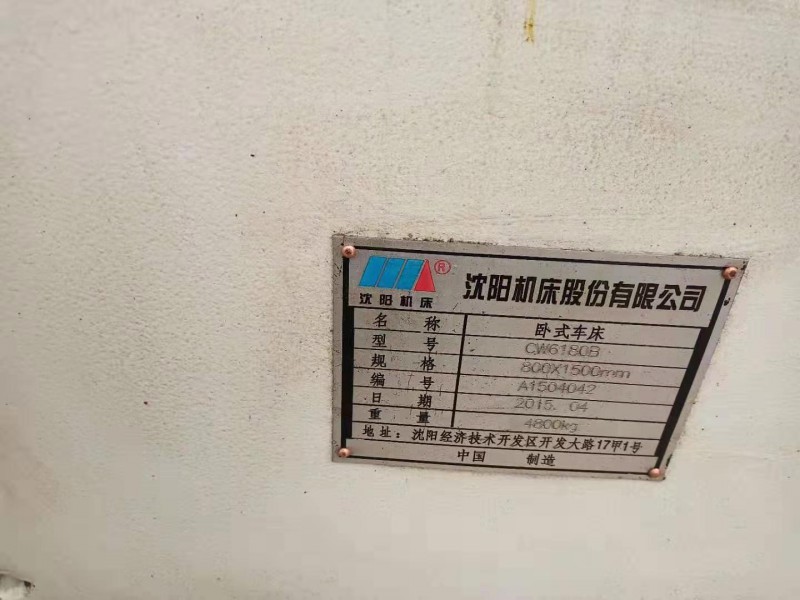 沈阳机床® 沈阳机床股份有限公司
名 称 卧式车床
型 号 CW6180B
规 格 800X1500mm
编 号 A1504042
日 期 2015. 04
重 量 4800kg
地 址：沈阳经济技术开发区开发大路17甲1号
中国 制造